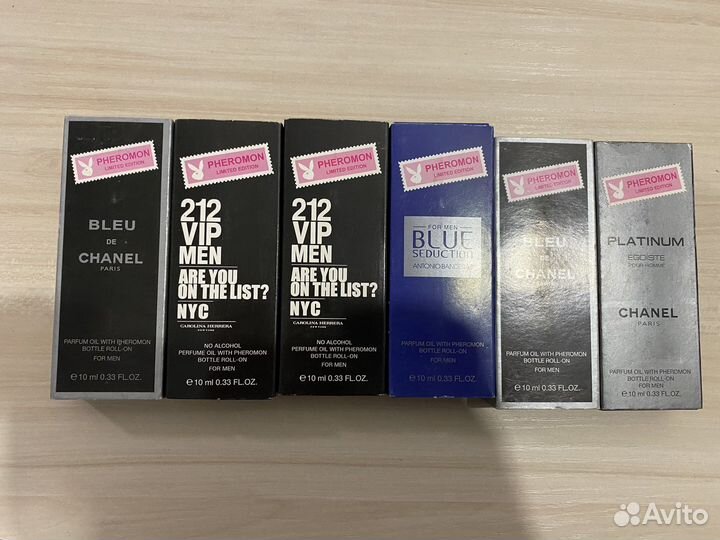 PHEROMON
LIMITED EDITION
BLEU
DE
CHANEL
PARIS
PARFUM OIL WITH PHEROMON
BOTTLE ROLL-ON
FOR MEN
℮ 10 ml 0.33 FL.OZ.
PHEROMON
LIMITED EDITION
212
VIP
MEN
ARE YOU
ON THE LIST?
NYC
CAROLINA HERRERA
NEW YORK
NO ALCOHOL
PERFUME OIL WITH PHEROMON
BOTTLE ROLL-ON
FOR MEN
℮ 10 ml 0.33 FL.OZ.
PHEROMON
LIMITED EDITION
212
VIP
MEN
ARE YOU
ON THE LIST?
NYC
CAROLINA HERRERA
NEW YORK
NO ALCOHOL
PERFUME OIL WITH PHEROMON
BOTTLE ROLL-ON
FOR MEN
℮ 10 ml 0.33 FL.OZ.
PHEROMON
LIMITED EDITION
FOR MEN
BLUE
SEDUCTION
ANTONIO BANDERAS
PARFUM OIL WITH PHEROMON
BOTTLE ROLL-ON
FOR MEN
℮ 10 ml 0.33 FL.OZ.
PHEROMON
LIMITED EDITION
BLEU
DE
CHANEL
PARIS
PARFUM OIL WITH PHEROMON
BOTTLE ROLL-ON
FOR MEN
℮ 10 ml 0.33 FL.OZ.
PHEROMON
LIMITED EDITION
PLATINUM
ÉGOÏSTE
POUR HOMME
CHANEL
PARIS
PARFUM OIL WITH PHEROMON
BOTTLE ROLL-ON
FOR MEN
℮ 10 ml 0.33 FL.OZ.
Avito